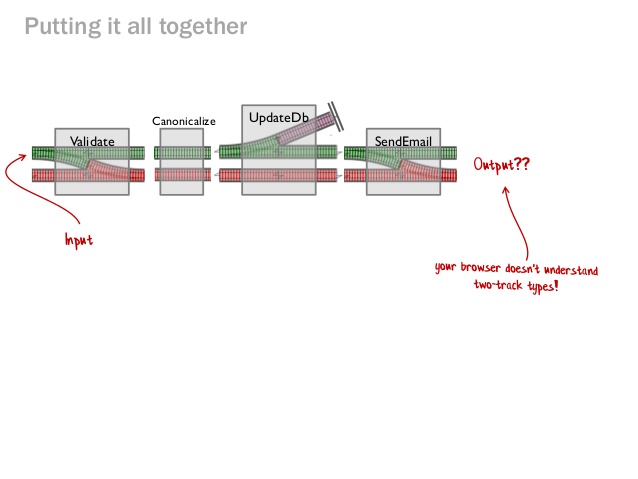 Putting it all together
Canonicalize
UpdateDb
Validate
SendEmail
Output??
Input
your browser doesn't understand
two-track types!